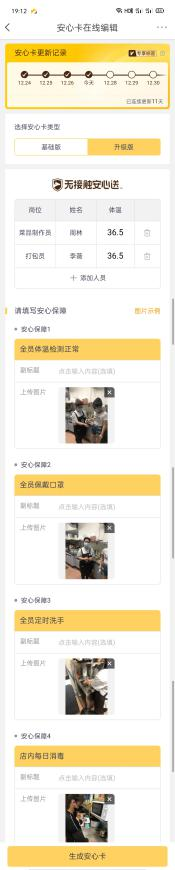 19:12
安心卡在线编辑
安心卡更新记录
专享标识
12.24 12.25 12.26 今天 12.28 12.29 12.30
已连续更新11天
选择安心卡类型
基础版 升级版
无接触安心送
岗位 姓名 体温
菜品制作员 周林 36.5
打包员 李薇 36.5
+ 添加人员
请填写安心保障 图片示例
安心保障1
全员体温检测正常
副标题 点击输入内容(选填)
上传图片
安心保障2
全员佩戴口罩
副标题 点击输入内容(选填)
上传图片
安心保障3
全员定时洗手
副标题 点击输入内容(选填)
上传图片
安心保障4
店内每日消毒
副标题 点击输入内容(选填)
上传图片
生成安心卡